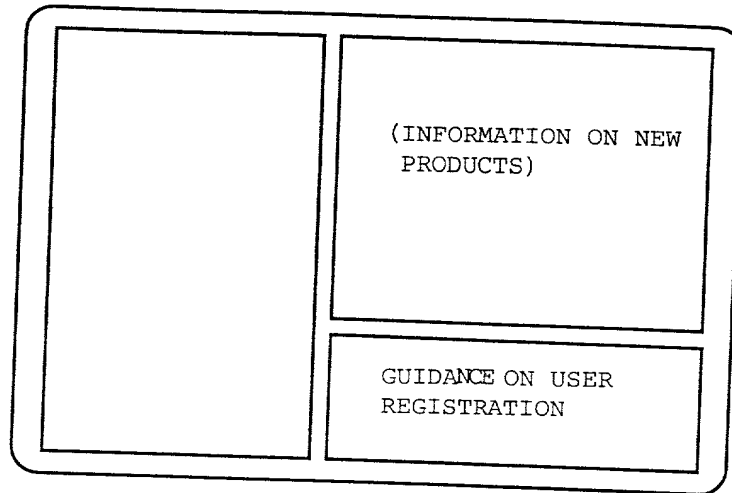 (INFORMATION ON NEW
PRODUCTS)
GUIDANCE ON USER
REGISTRATION